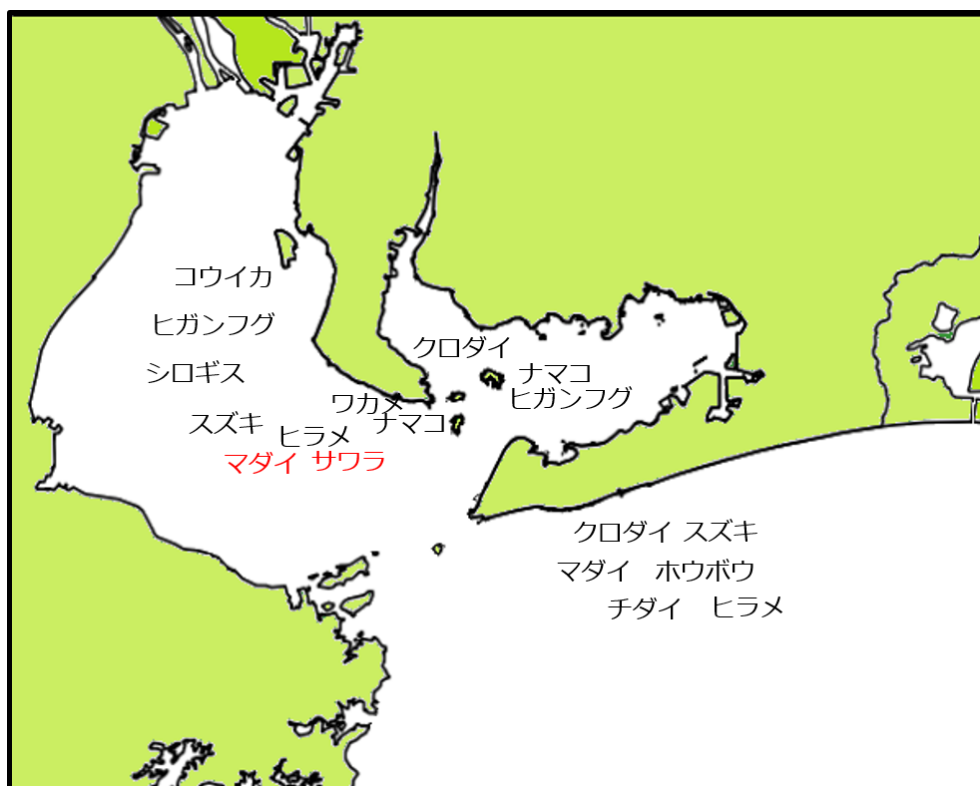 コウイカ
ヒガンフグ
シロギス
スズキ
ヒラメ
マダイ サワラ
ワカメ
ナマコ
クロダイ
ナマコ
ヒガンフグ
クロダイ スズキ
マダイ ホウボウ
チダイ ヒラメ